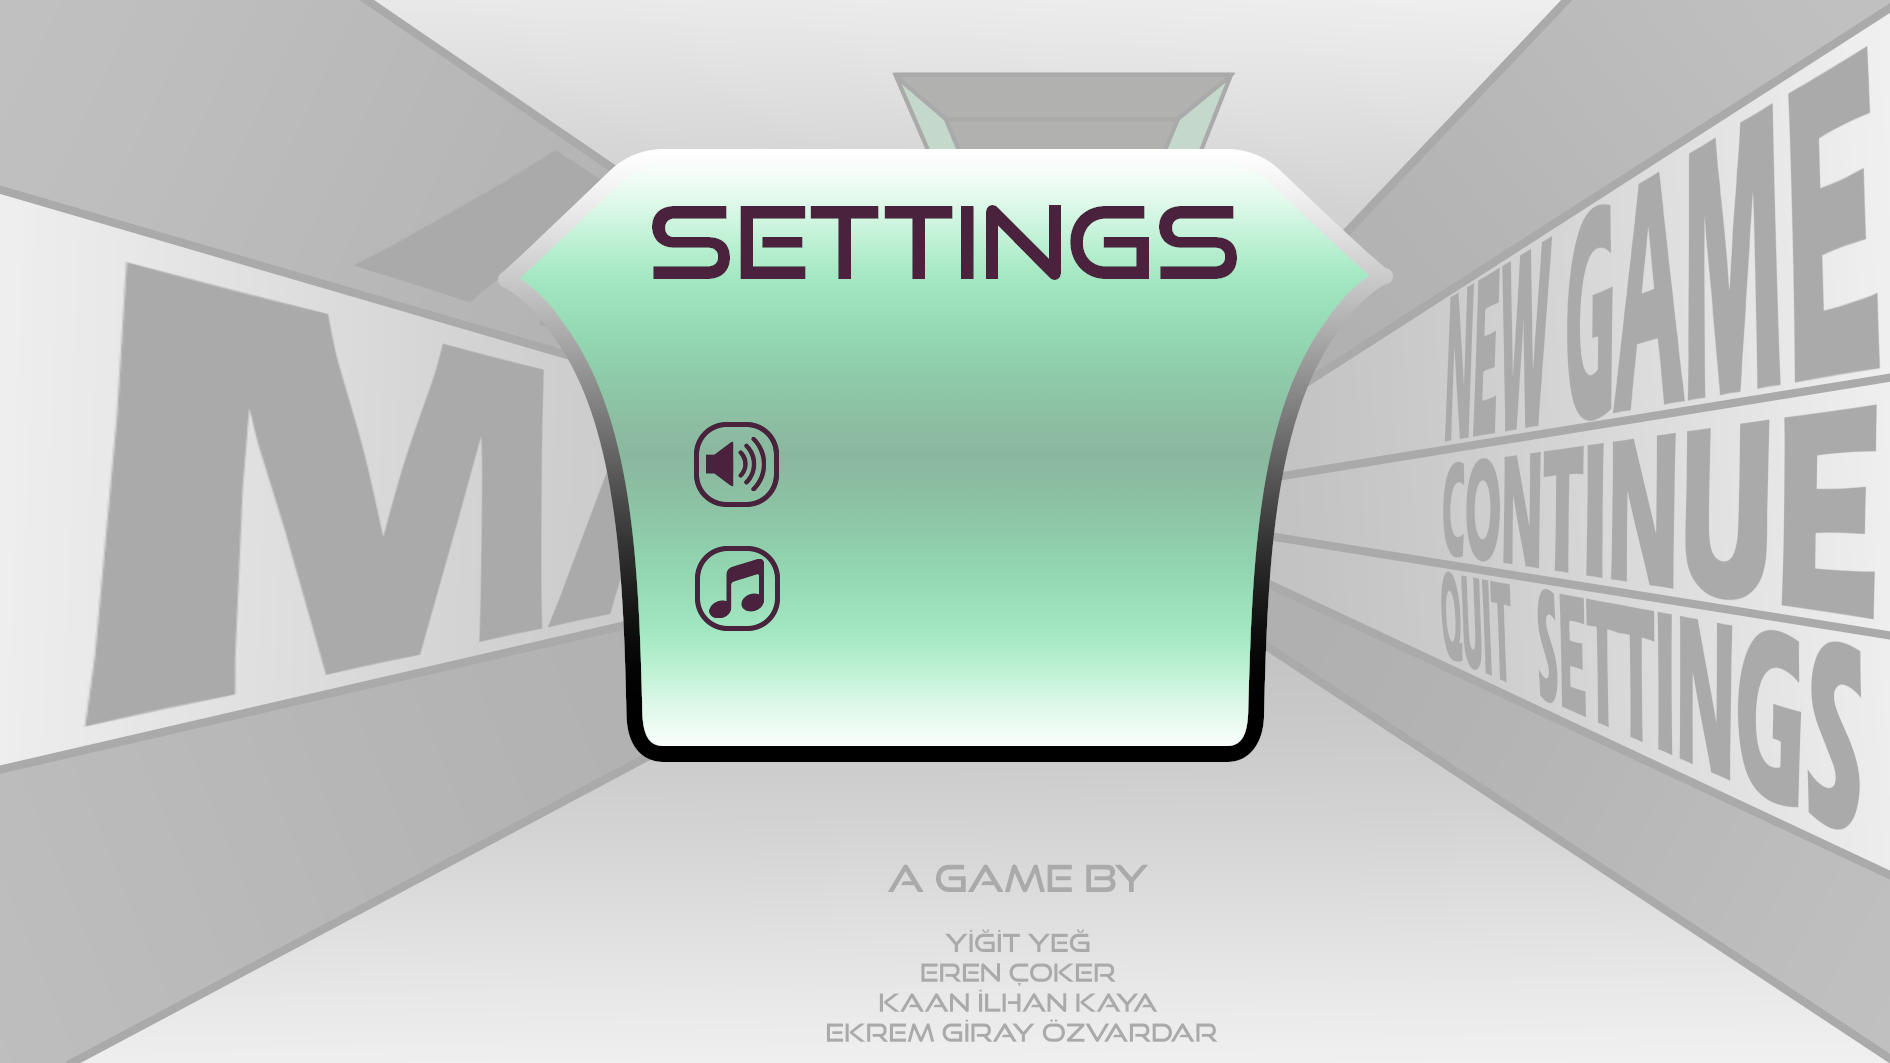 SETTINGS
NEW GAME
CONTINUE
QUIT SETTINGS
A GAME BY
YİĞİT YEĞ
EREN ÇOKER
KAAN İLHAN KAYA
EKREM GİRAY ÖZVARDAR